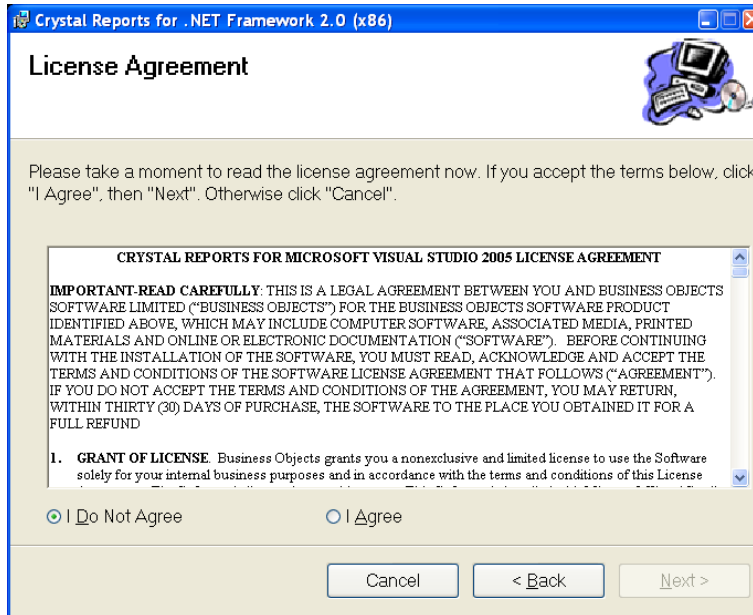 Crystal Reports for .NET Framework 2.0 (x86)
License Agreement
Please take a moment to read the license agreement now. If you accept the terms below, click
"I Agree", then "Next". Otherwise click "Cancel".
CRYSTAL REPORTS FOR MICROSOFT VISUAL STUDIO 2005 LICENSE AGREEMENT
IMPORTANT-READ CAREFULLY: THIS IS A LEGAL AGREEMENT BETWEEN YOU AND BUSINESS OBJECTS
SOFTWARE LIMITED (“BUSINESS OBJECTS”) FOR THE BUSINESS OBJECTS SOFTWARE PRODUCT
IDENTIFIED ABOVE, WHICH MAY INCLUDE COMPUTER SOFTWARE, ASSOCIATED MEDIA, PRINTED
MATERIALS AND ONLINE OR ELECTRONIC DOCUMENTATION (“SOFTWARE”). BEFORE CONTINUING
WITH THE INSTALLATION OF THE SOFTWARE, YOU MUST READ, ACKNOWLEDGE AND ACCEPT THE
TERMS AND CONDITIONS OF THE SOFTWARE LICENSE AGREEMENT THAT FOLLOWS (“AGREEMENT”).
IF YOU DO NOT ACCEPT THE TERMS AND CONDITIONS OF THE AGREEMENT, YOU MAY RETURN,
WITHIN THIRTY (30) DAYS OF PURCHASE, THE SOFTWARE TO THE PLACE YOU OBTAINED IT FOR A
FULL REFUND
1. GRANT OF LICENSE. Business Objects grants you a nonexclusive and limited license to use the Software
solely for your internal business purposes and in accordance with the terms and conditions of this License
I Do Not Agree
I Agree
Cancel
< Back
Next >